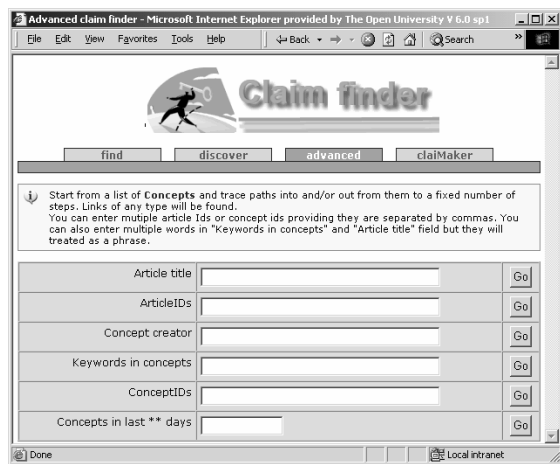 Advanced claim finder - Microsoft Internet Explorer provided by The Open University V 6.0 sp1
File Edit View Favorites Tools Help Back Search »
Claim finder
find discover advanced claiMaker
Start from a list of Concepts and trace paths into and/or out from them to a fixed number of
steps. Links of any type will be found.
You can enter mutiple article Ids or concept ids providing they are separated by commas. You
can also enter multiple words in "Keywords in concepts" and "Article title" field but they will
treated as a phrase.
Article title Go
ArticleIDs Go
Concept creator Go
Keywords in concepts Go
ConceptIDs Go
Concepts in last ** days Go
Done Local intranet